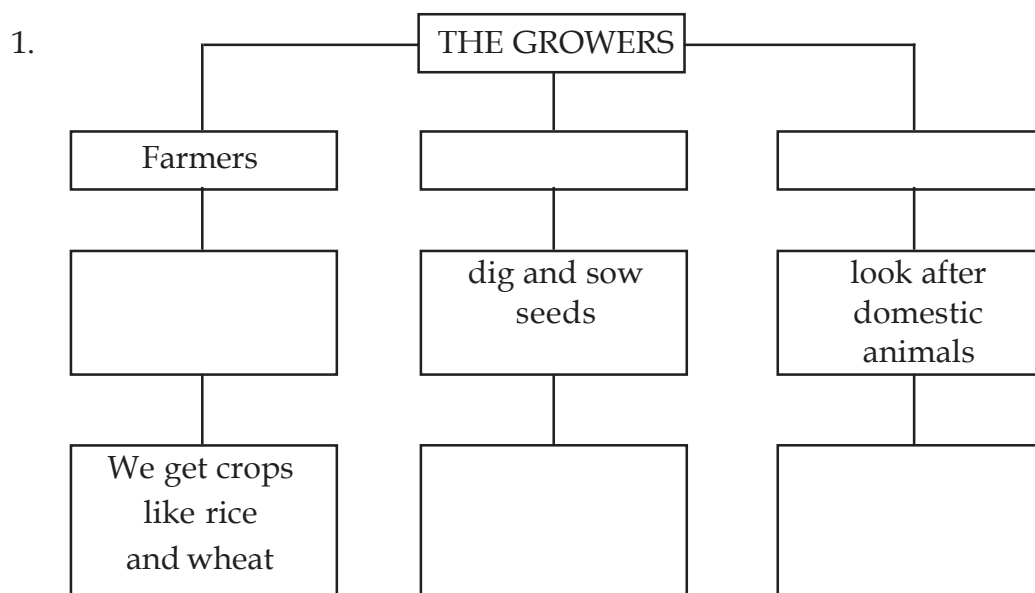 1.
THE GROWERS
Farmers
dig and sow
seeds
look after
domestic
animals
We get crops
like rice
and wheat